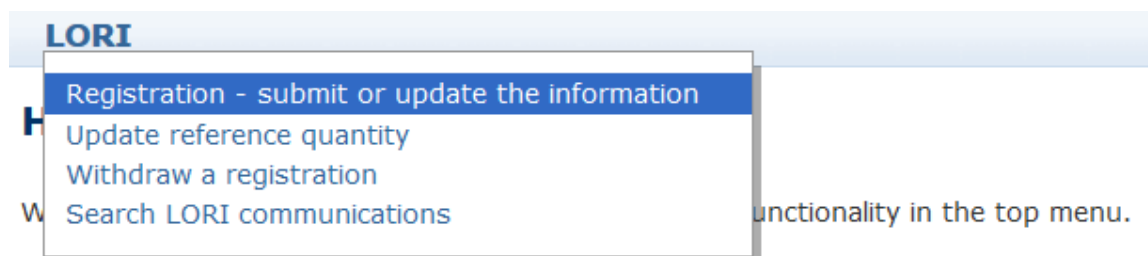 LORI
Registration - submit or update the information
Update reference quantity
Withdraw a registration
Search LORI communications
unctionality in the top menu.